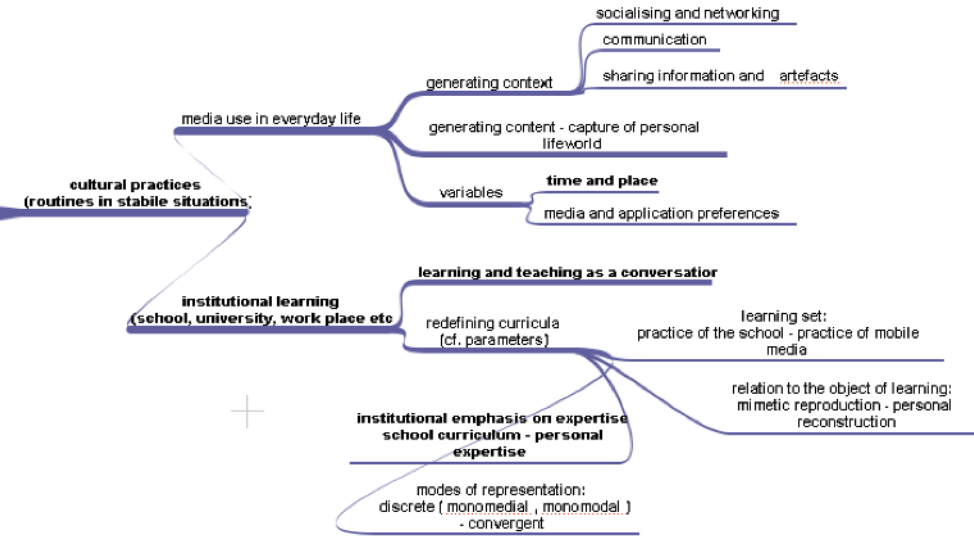 socialising and networking
communication
sharing information and artefacts
generating context
media use in everyday life
generating content - capture of personal
lifeworld
variables
time and place
media and application preferences
cultural practices
(routines in stabile situations)
institutional learning
(school, university, work place etc
learning and teaching as a conversation
redefining curricula
(cf. parameters)
learning set:
practice of the school - practice of mobile
media
relation to the object of learning:
mimetic reproduction - personal
reconstruction
institutional emphasis on expertise
school curriculum - personal
expertise
modes of representation:
discrete ( monomedial , monomodal )
- convergent